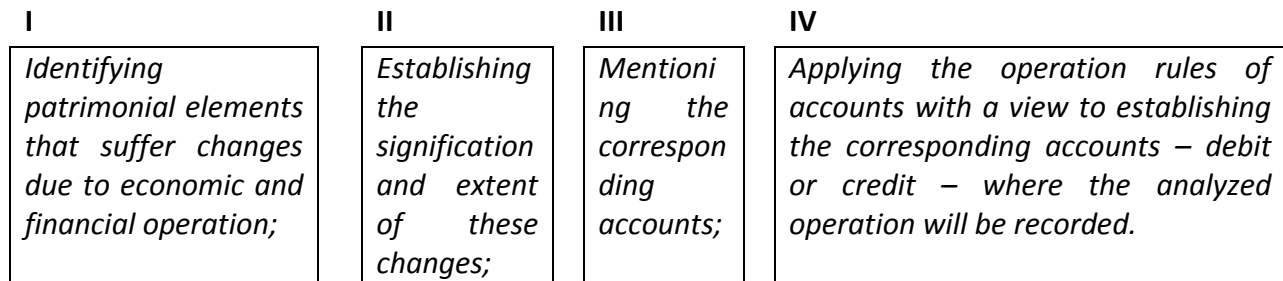 I
Identifying
patrimonial elements
that suffer changes
due to economic and
financial operation;
II
Establishing
the
signification
and extent
of these
changes;
III
Mentioni
ng the
correspon
ding
accounts;
IV
Applying the operation rules of
accounts with a view to establishing
the corresponding accounts – debit
or credit – where the analyzed
operation will be recorded.